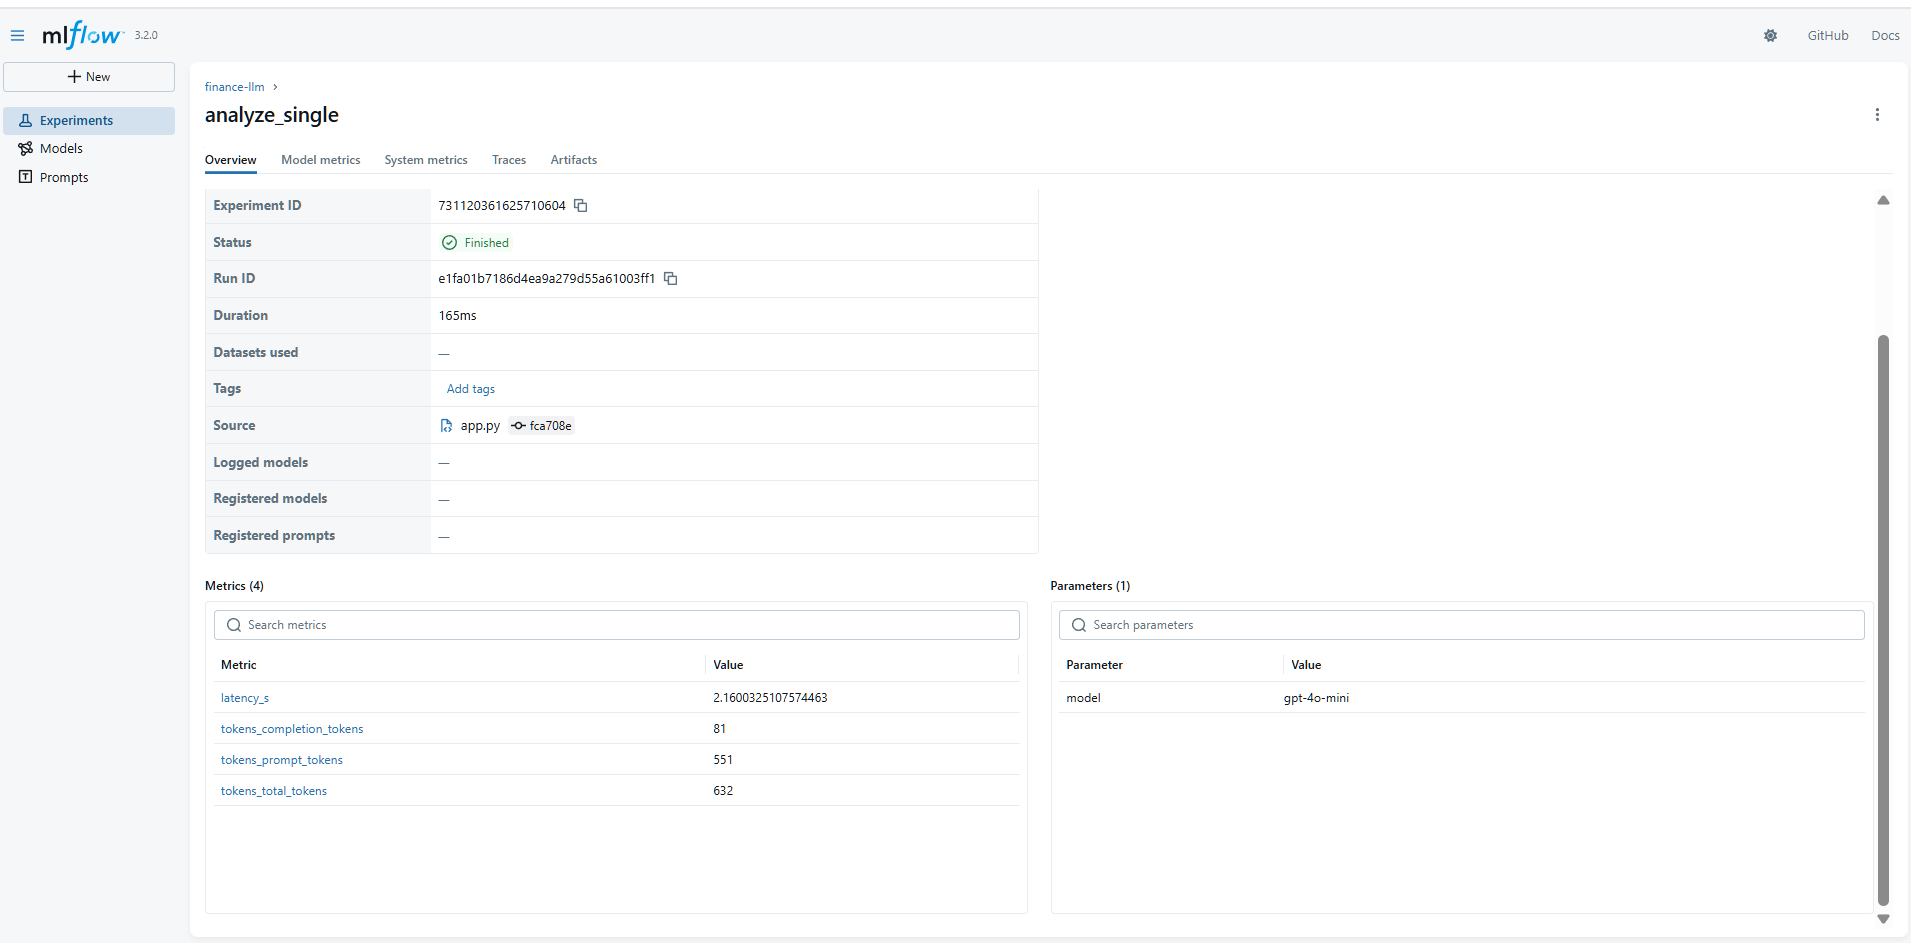 mlflow 3.2.0 GitHub Docs
New
Experiments
Models
Prompts
finance-llm ›
analyze_single
Overview Model metrics System metrics Traces Artifacts
Experiment ID 731120361625710604
Status Finished
Run ID e1fa01b7186d4ea9a279d55a61003ff1
Duration 165ms
Datasets used —
Tags Add tags
Source app.py fca708e
Logged models —
Registered models —
Registered prompts —
Metrics (4)
Search metrics
Metric Value
latency_s 2.1600325107574463
tokens_completion_tokens 81
tokens_prompt_tokens 551
tokens_total_tokens 632
Parameters (1)
Search parameters
Parameter Value
model gpt-4o-mini